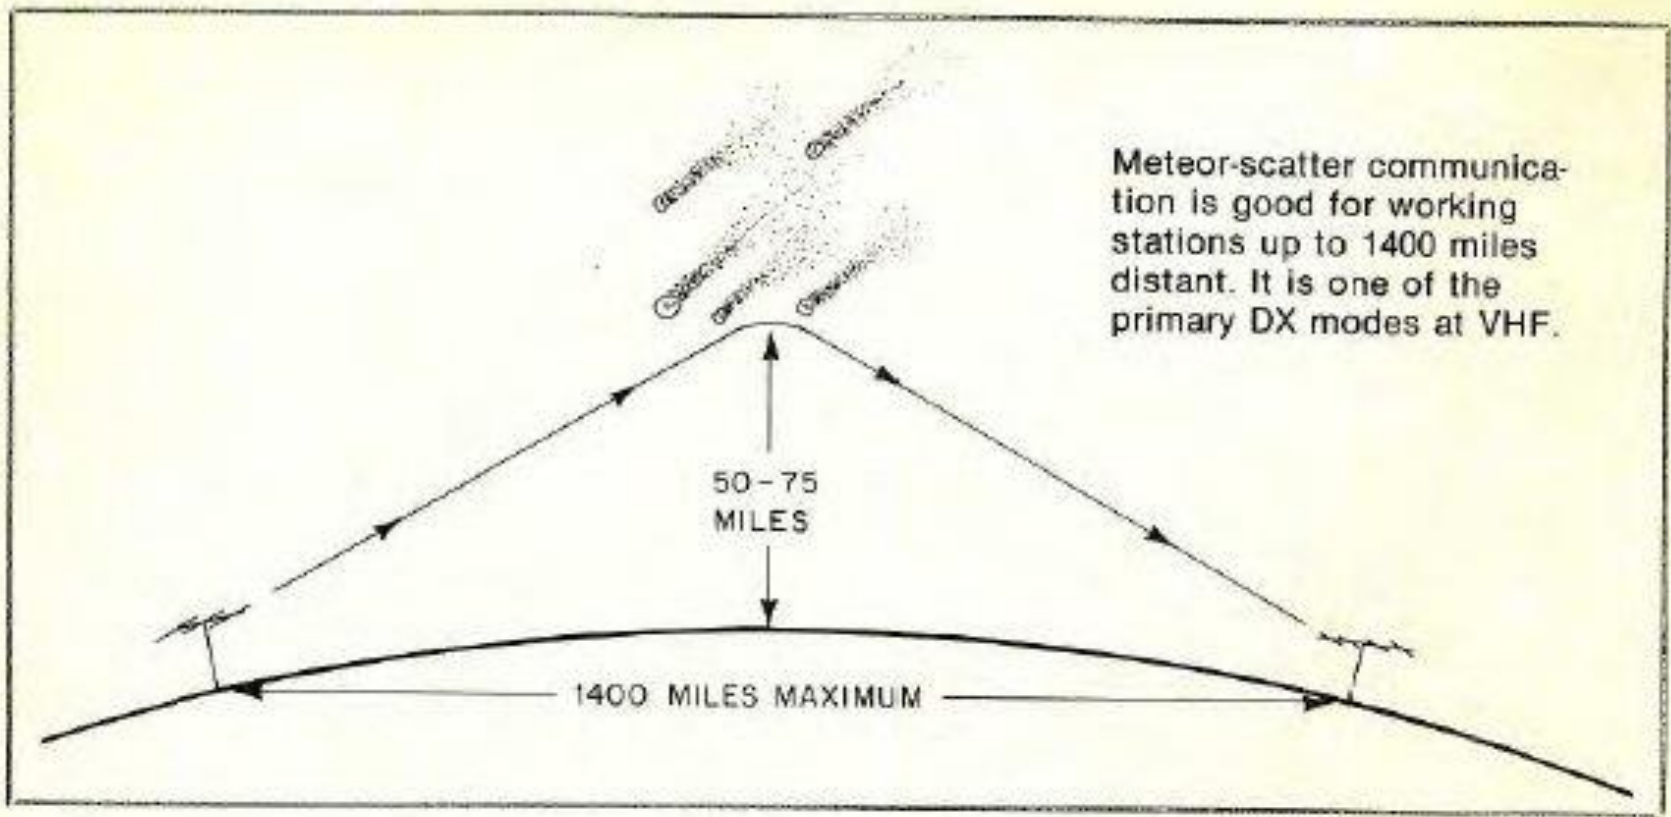 Meteor-scatter communica-
tion is good for working
stations up to 1400 miles
distant. It is one of the
primary DX modes at VHF.
50-75
MILES
1400 MILES MAXIMUM